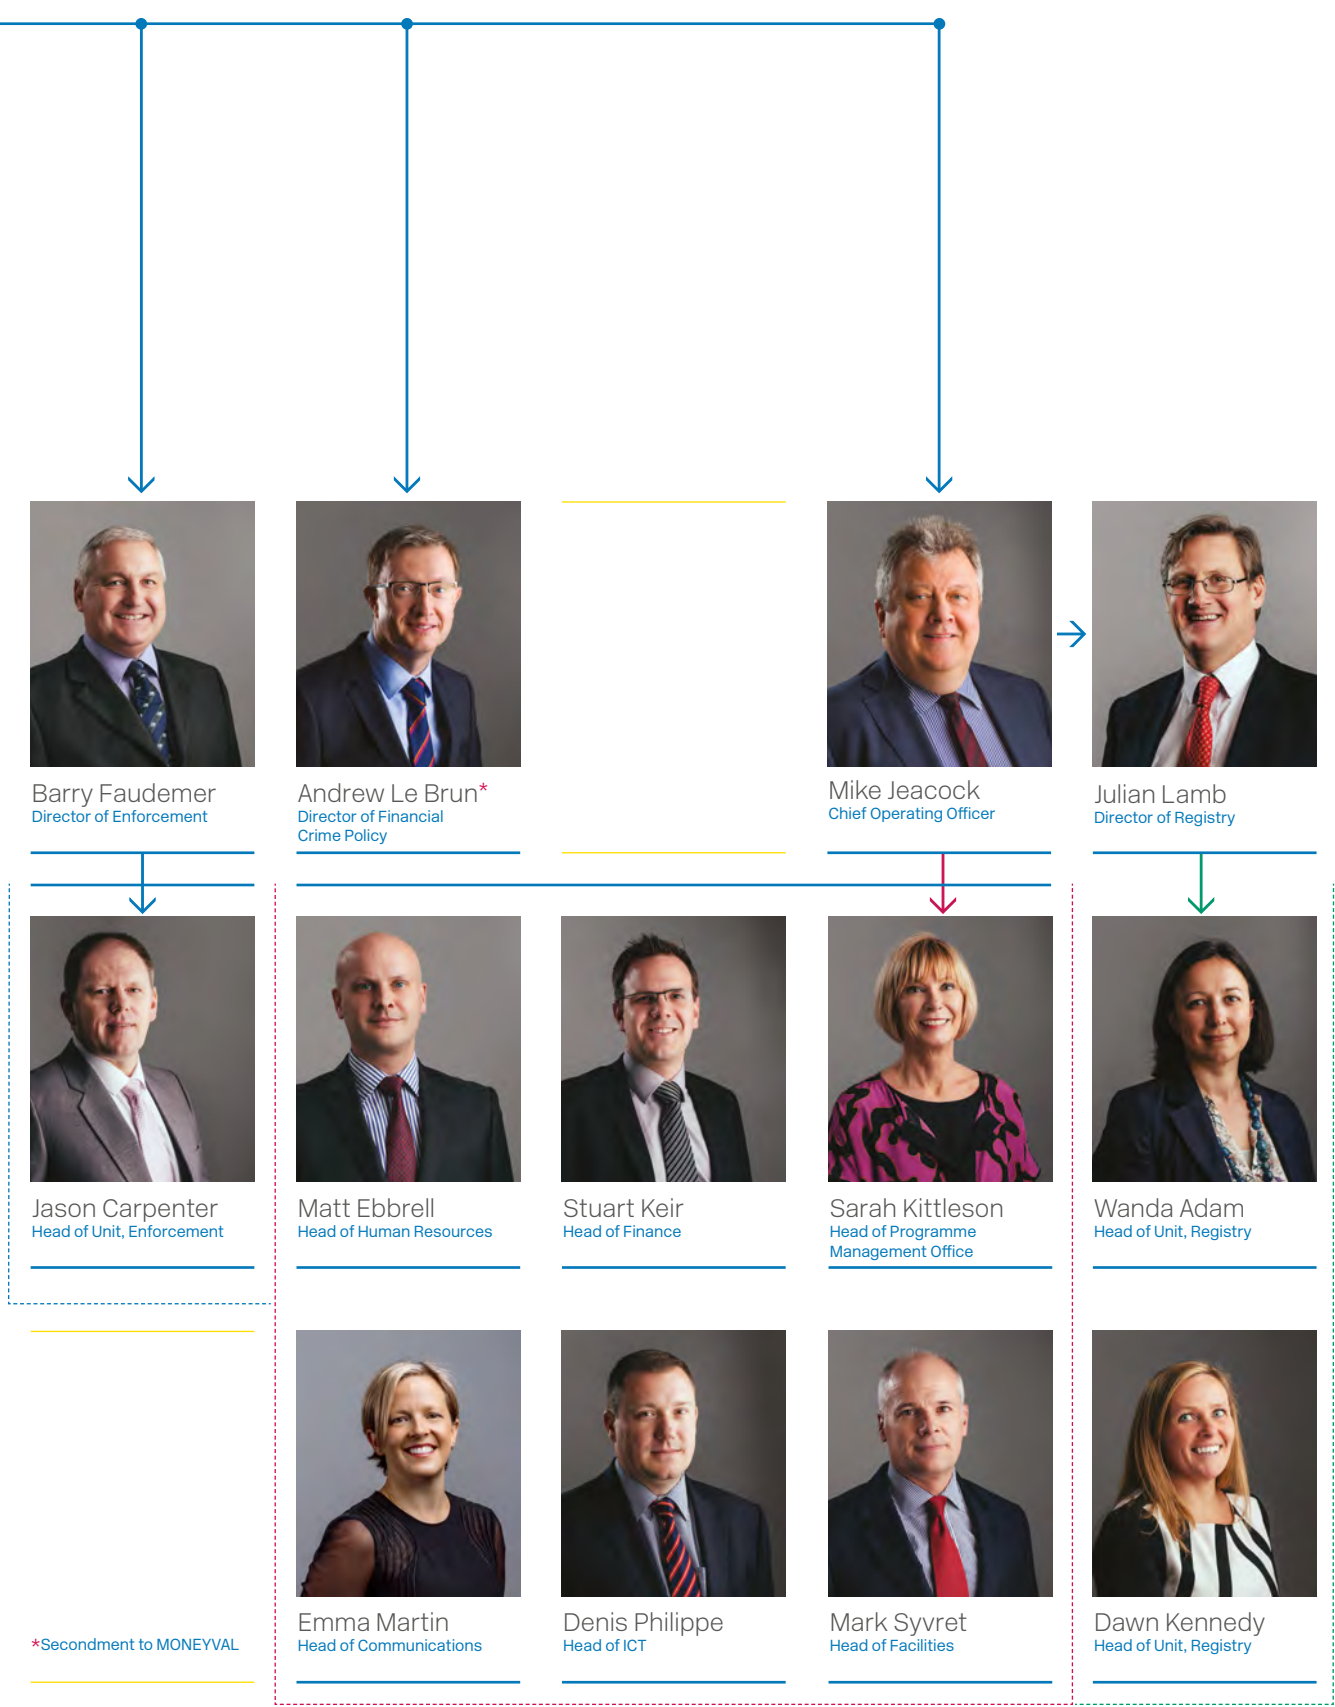 Barry Faudemer
Director of Enforcement
Andrew Le Brun*
Director of Financial
Crime Policy
Mike Jeacock
Chief Operating Officer
Julian Lamb
Director of Registry
Jason Carpenter
Head of Unit, Enforcement
Matt Ebbrell
Head of Human Resources
Stuart Keir
Head of Finance
Sarah Kittleson
Head of Programme
Management Office
Wanda Adam
Head of Unit, Registry
*Secondment to MONEYVAL
Emma Martin
Head of Communications
Denis Philippe
Head of ICT
Mark Syvret
Head of Facilities
Dawn Kennedy
Head of Unit, Registry